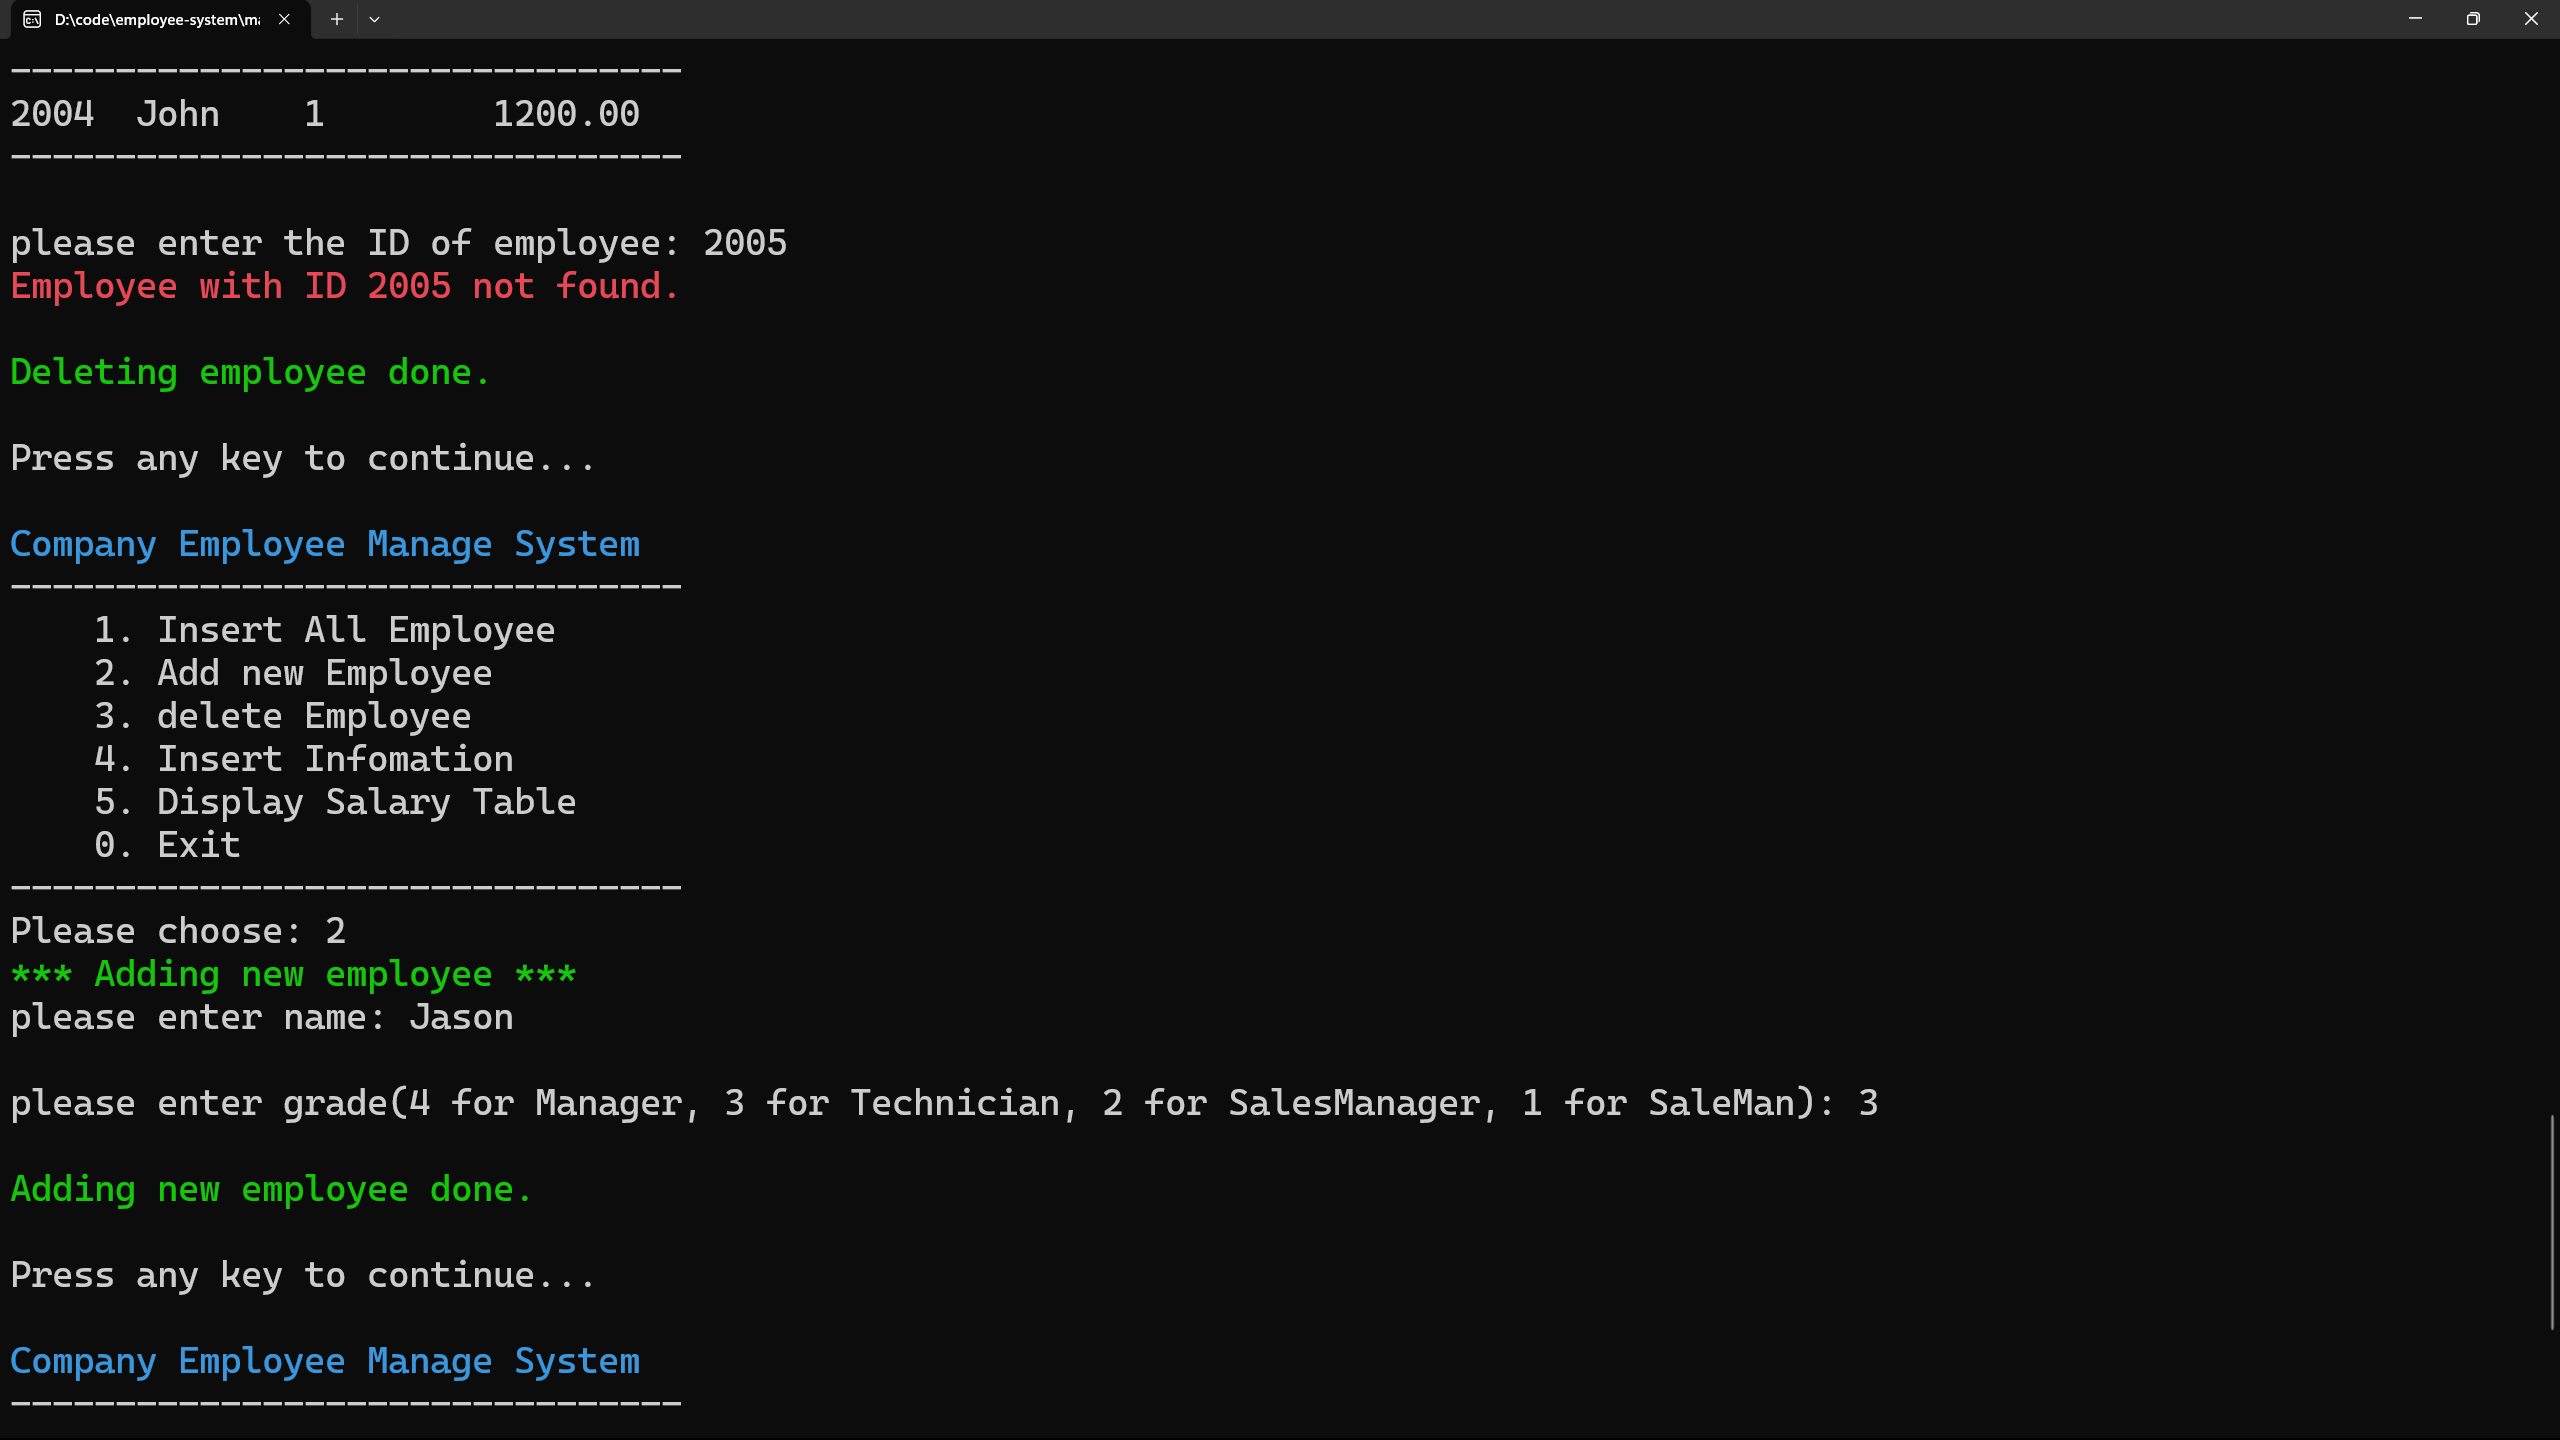 D:\code\employee-system\ma
--------------------------------
2004  John    1        1200.00
--------------------------------
please enter the ID of employee: 2005
Employee with ID 2005 not found.
Deleting employee done.
Press any key to continue...
Company Employee Manage System
--------------------------------
    1. Insert All Employee
    2. Add new Employee
    3. delete Employee
    4. Insert Infomation
    5. Display Salary Table
    0. Exit
--------------------------------
Please choose: 2
*** Adding new employee ***
please enter name: Jason
please enter grade(4 for Manager, 3 for Technician, 2 for SalesManager, 1 for SaleMan): 3
Adding new employee done.
Press any key to continue...
Company Employee Manage System
--------------------------------